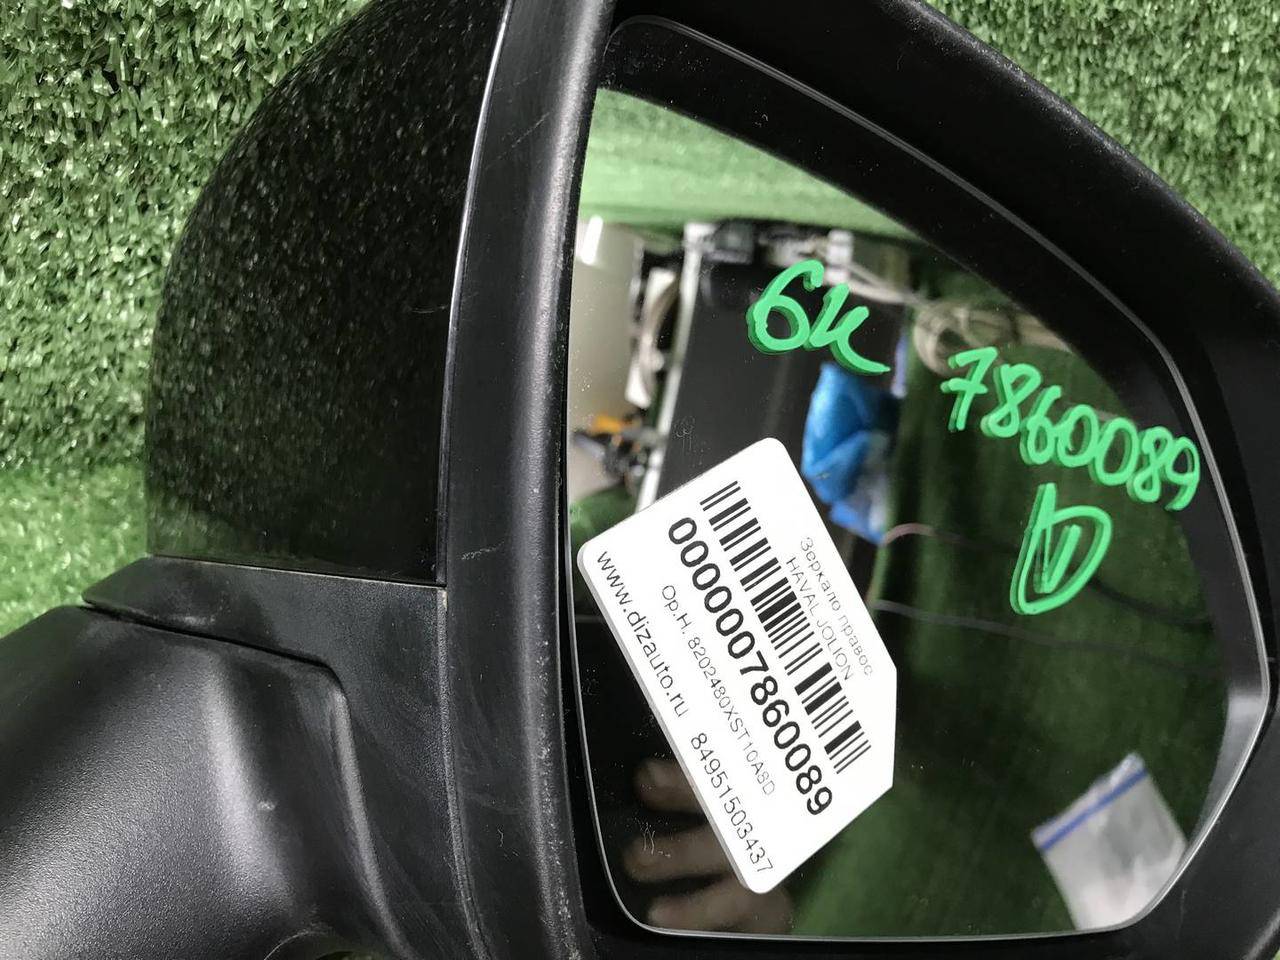 6к
7860089
Зеркало правое
HAVAL JOLION
0000007860089
Ор.Н. 8202480XST10A8D
www.dizauto.ru 84951503437